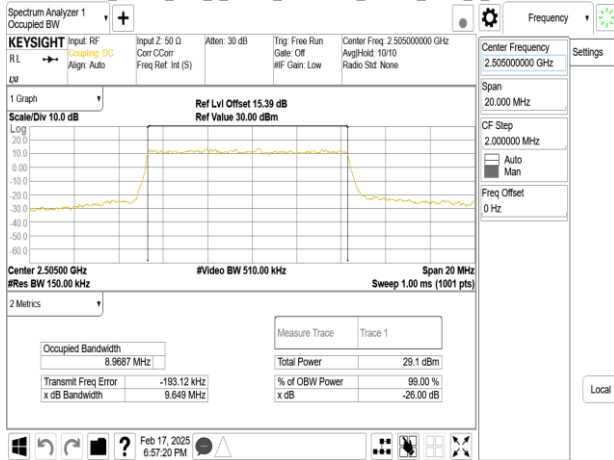 Spectrum Analyzer 1
Occupied BW
+
Frequency
KEYSIGHT
RL
LXI
Input: RF
Coupling: DC
Align: Auto
Input Z: 50 Ω
Corr CCorr
Freq Ref: Int (S)
Atten: 30 dB
Trig: Free Run
Gate: Off
#IF Gain: Low
Center Freq: 2.505000000 GHz
Avg|Hold: 10/10
Radio Std: None
Center Frequency
2.505000000 GHz
Settings
Span
20.000 MHz
CF Step
2.000000 MHz
Auto
Man
Freq Offset
0 Hz
Local
1 Graph
Scale/Div 10.0 dB
Ref Lvl Offset 15.39 dB
Ref Value 30.00 dBm
Log
20.0
10.0
0.00
-10.0
-20.0
-30.0
-40.0
-50.0
-60.0
Center 2.50500 GHz
#Res BW 150.00 kHz
#Video BW 510.00 kHz
Span 20 MHz
Sweep 1.00 ms (1001 pts)
2 Metrics
Measure Trace Trace 1
Occupied Bandwidth
8.9687 MHz
Total Power 29.1 dBm
Transmit Freq Error -193.12 kHz
% of OBW Power 99.00 %
x dB Bandwidth 9.649 MHz
x dB -26.00 dB
?
Feb 17, 2025
6:57:20 PM